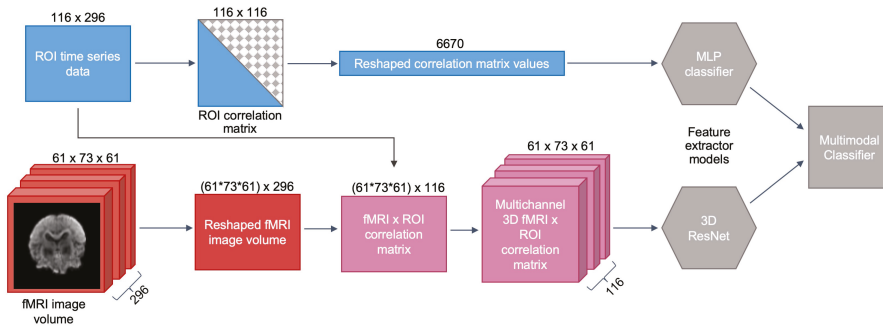 116 x 296
ROI time series
data
116 x 116
ROI correlation
matrix
6670
Reshaped correlation matrix values
MLP
classifier
Feature
extractor
models
Multimodal
Classifier
61 x 73 x 61
296
fMRI image
volume
(61*73*61) x 296
Reshaped fMRI
image volume
(61*73*61) x 116
fMRI x ROI
correlation
matrix
61 x 73 x 61
Multichannel
3D fMRI x
ROI
correlation
matrix
116
3D
ResNet